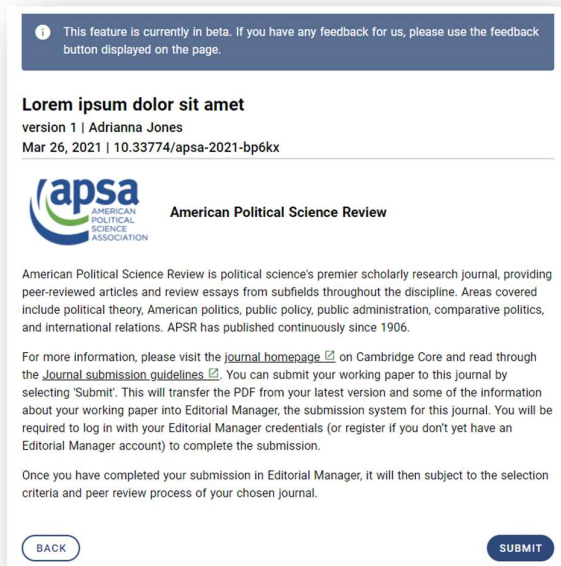 This feature is currently in beta. If you have any feedback for us, please use the feedback
button displayed on the page.
Lorem ipsum dolor sit amet
version 1 | Adrianna Jones
Mar 26, 2021 | 10.33774/apsa-2021-bp6kx
apsa
AMERICAN
POLITICAL
SCIENCE
ASSOCIATION
American Political Science Review
American Political Science Review is political science's premier scholarly research journal, providing
peer-reviewed articles and review essays from subfields throughout the discipline. Areas covered
include political theory, American politics, public policy, public administration, comparative politics,
and international relations. APSR has published continuously since 1906.
For more information, please visit the journal homepage on Cambridge Core and read through
the Journal submission guidelines. You can submit your working paper to this journal by
selecting 'Submit'. This will transfer the PDF from your latest version and some of the information
about your working paper into Editorial Manager, the submission system for this journal. You will be
required to log in with your Editorial Manager credentials (or register if you don't yet have an
Editorial Manager account) to complete the submission.
Once you have completed your submission in Editorial Manager, it will then subject to the selection
criteria and peer review process of your chosen journal.
BACK
SUBMIT